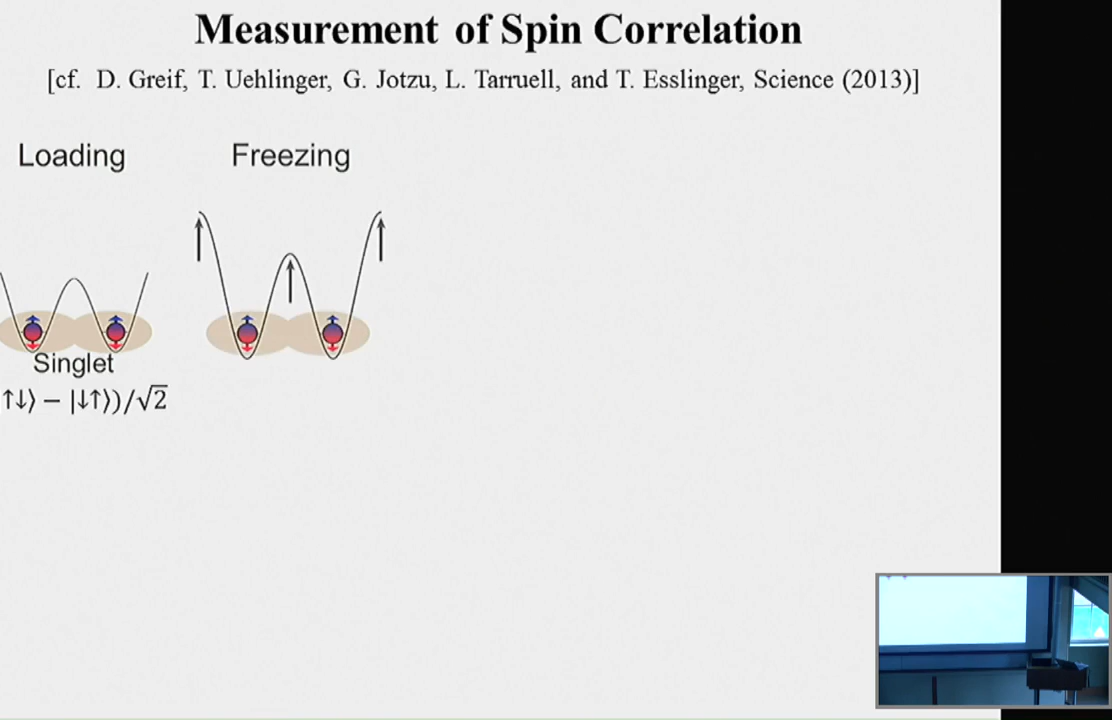 Measurement of Spin Correlation
[cf. D. Greif, T. Uehlinger, G. Jotzu, L. Tarruell, and T. Esslinger, Science (2013)]
Loading Freezing
Singlet
↑↓⟩ − |↓↑⟩)/√2